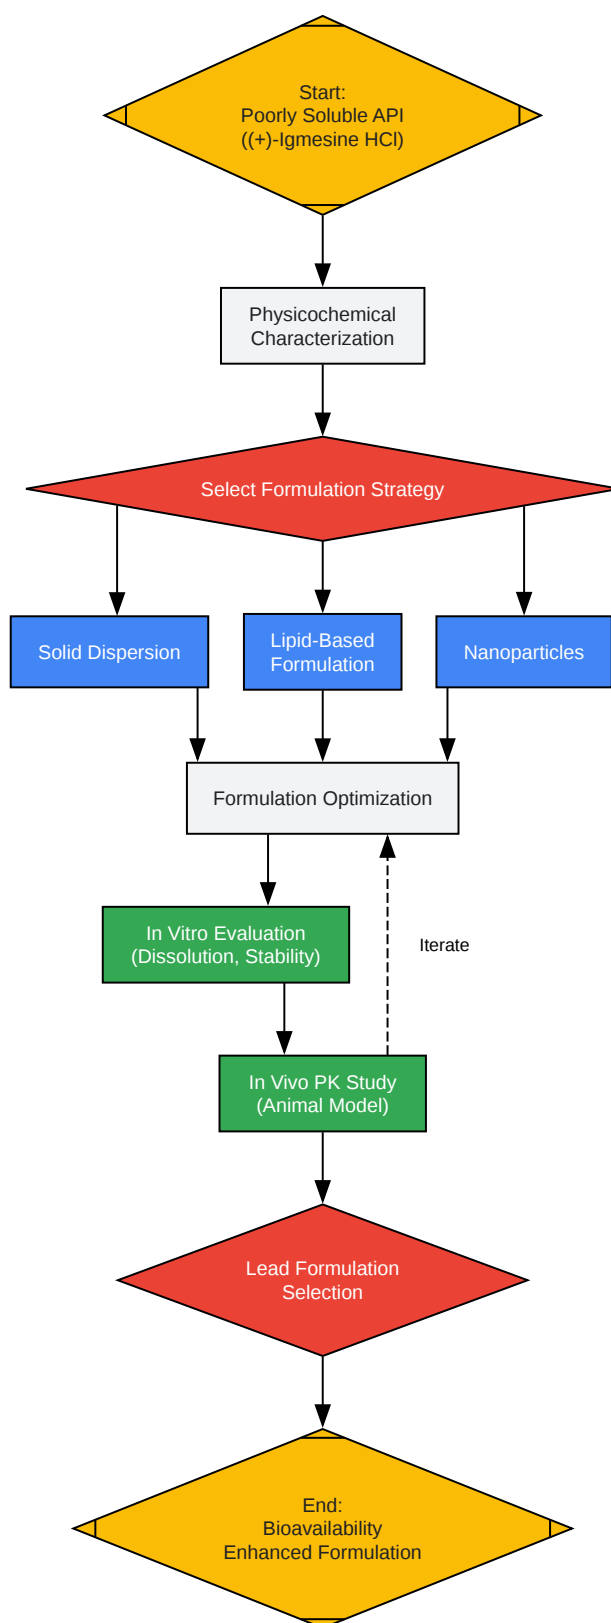 Start:
Poorly Soluble API
((+)-Igmesine HCl)
Physicochemical
Characterization
Select Formulation Strategy
Solid Dispersion
Lipid-Based
Formulation
Nanoparticles
Formulation Optimization
In Vitro Evaluation
(Dissolution, Stability)
Iterate
In Vivo PK Study
(Animal Model)
Lead Formulation
Selection
End:
Bioavailability
Enhanced Formulation